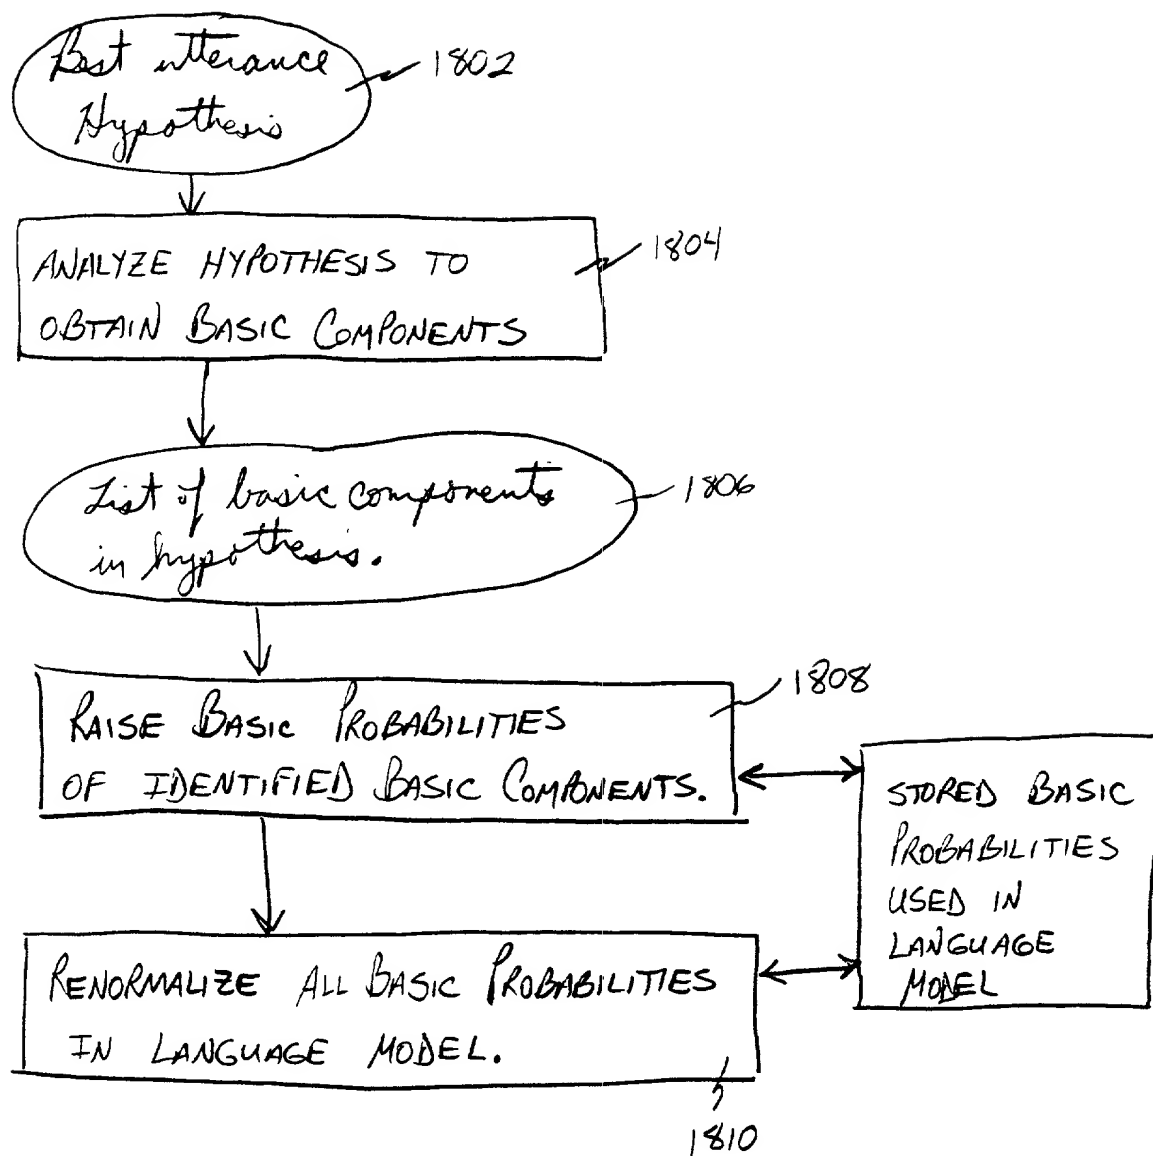 Best utterance
Hypothesis
1802
ANALYZE HYPOTHESIS TO
OBTAIN BASIC COMPONENTS
1804
List of basic components
in hypothesis.
1806
RAISE BASIC PROBABILITIES
OF IDENTIFIED BASIC COMPONENTS.
1808
STORED BASIC
PROBABILITIES
USED IN
LANGUAGE
MODEL
RENORMALIZE ALL BASIC PROBABILITIES
IN LANGUAGE MODEL.
1810